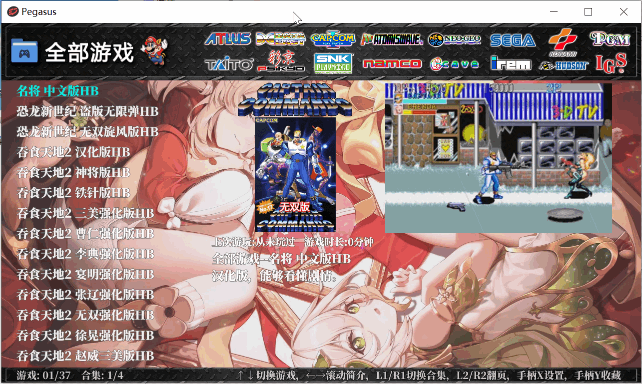 Pegasus
全部游戏
ATLUS
CAPCOM
ATOMISWAVE
NEO·GEO
SEGA
KONAMI
PGM
TAITO
彩京
PSIKYO
SNK
PLAYMORE
namco
Cave
irem
HUDSON
IGS
名将 中文版HB
恐龙新世纪 盗版无限弹HB
恐龙新世纪 无双旋风版HB
吞食天地2 汉化版HB
吞食天地2 神将版HB
吞食天地2 铁针版HB
吞食天地2 三美强化版HB
吞食天地2 曹仁强化版HB
吞食天地2 李典强化版HB
吞食天地2 宴明强化版HB
吞食天地2 张辽强化版HB
吞食天地2 无双强化版HB
吞食天地2 徐晃强化版HB
吞食天地2 赵威三美版HB
CAPTAIN
COMMANDO
CAPCOM
无双版
上次游玩:从未玩过 游戏时长:0分钟
全部游戏-名将 中文版HB
汉化版，能够看懂剧情。
游戏: 01/37 合集: 1/4
↑↓切换游戏，←→滚动简介，L1/R1切换合集，L2/R2翻页，手柄X设置，手柄Y收藏